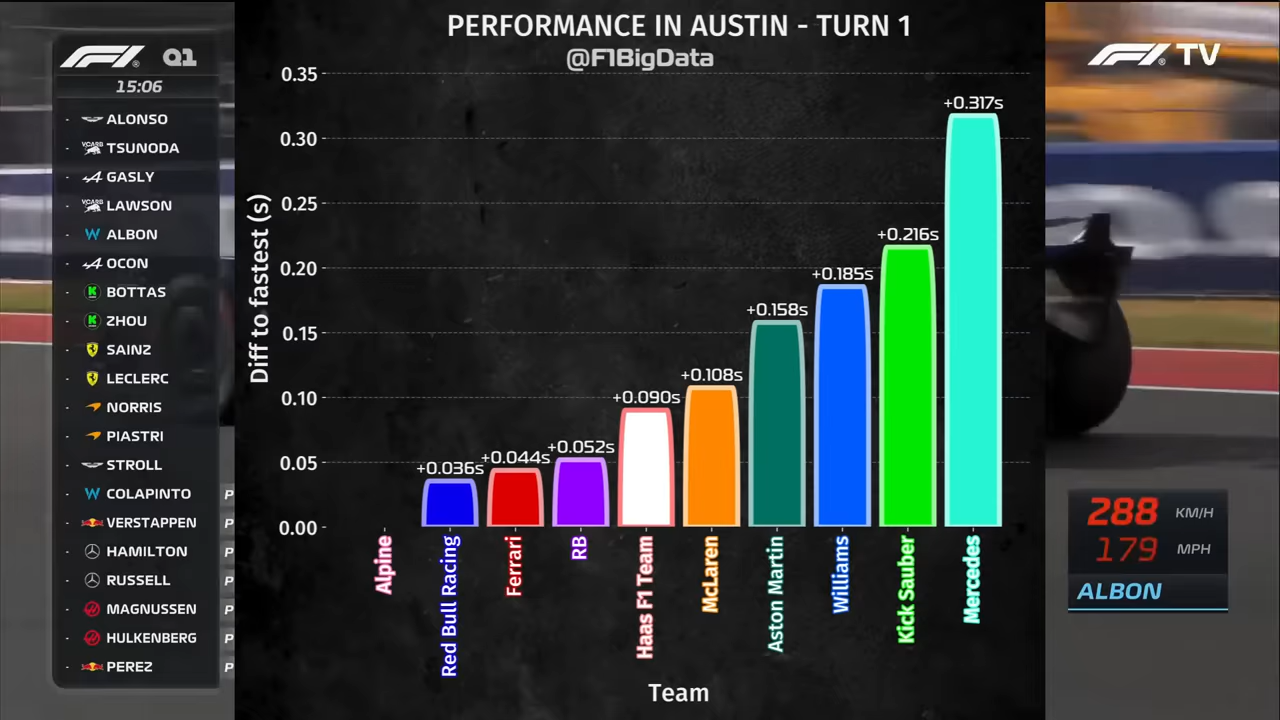 F1 Q1
15:06
- ALONSO
- TSUNODA
- GASLY
- LAWSON
- ALBON
- OCON
- BOTTAS
- ZHOU
- SAINZ
- LECLERC
- NORRIS
- PIASTRI
- STROLL
- COLAPINTO P
- VERSTAPPEN P
- HAMILTON P
- RUSSELL P
- MAGNUSSEN P
- HULKENBERG P
- PEREZ P
PERFORMANCE IN AUSTIN - TURN 1
@F1BigData
Diff to fastest (s)
0.35
0.30
0.25
0.20
0.15
0.10
0.05
0.00
+0.036s
+0.044s
+0.052s
+0.090s
+0.108s
+0.158s
+0.185s
+0.216s
+0.317s
Alpine
Red Bull Racing
Ferrari
RB
Haas F1 Team
McLaren
Aston Martin
Williams
Kick Sauber
Mercedes
Team
F1 TV
288 KM/H
179 MPH
ALBON